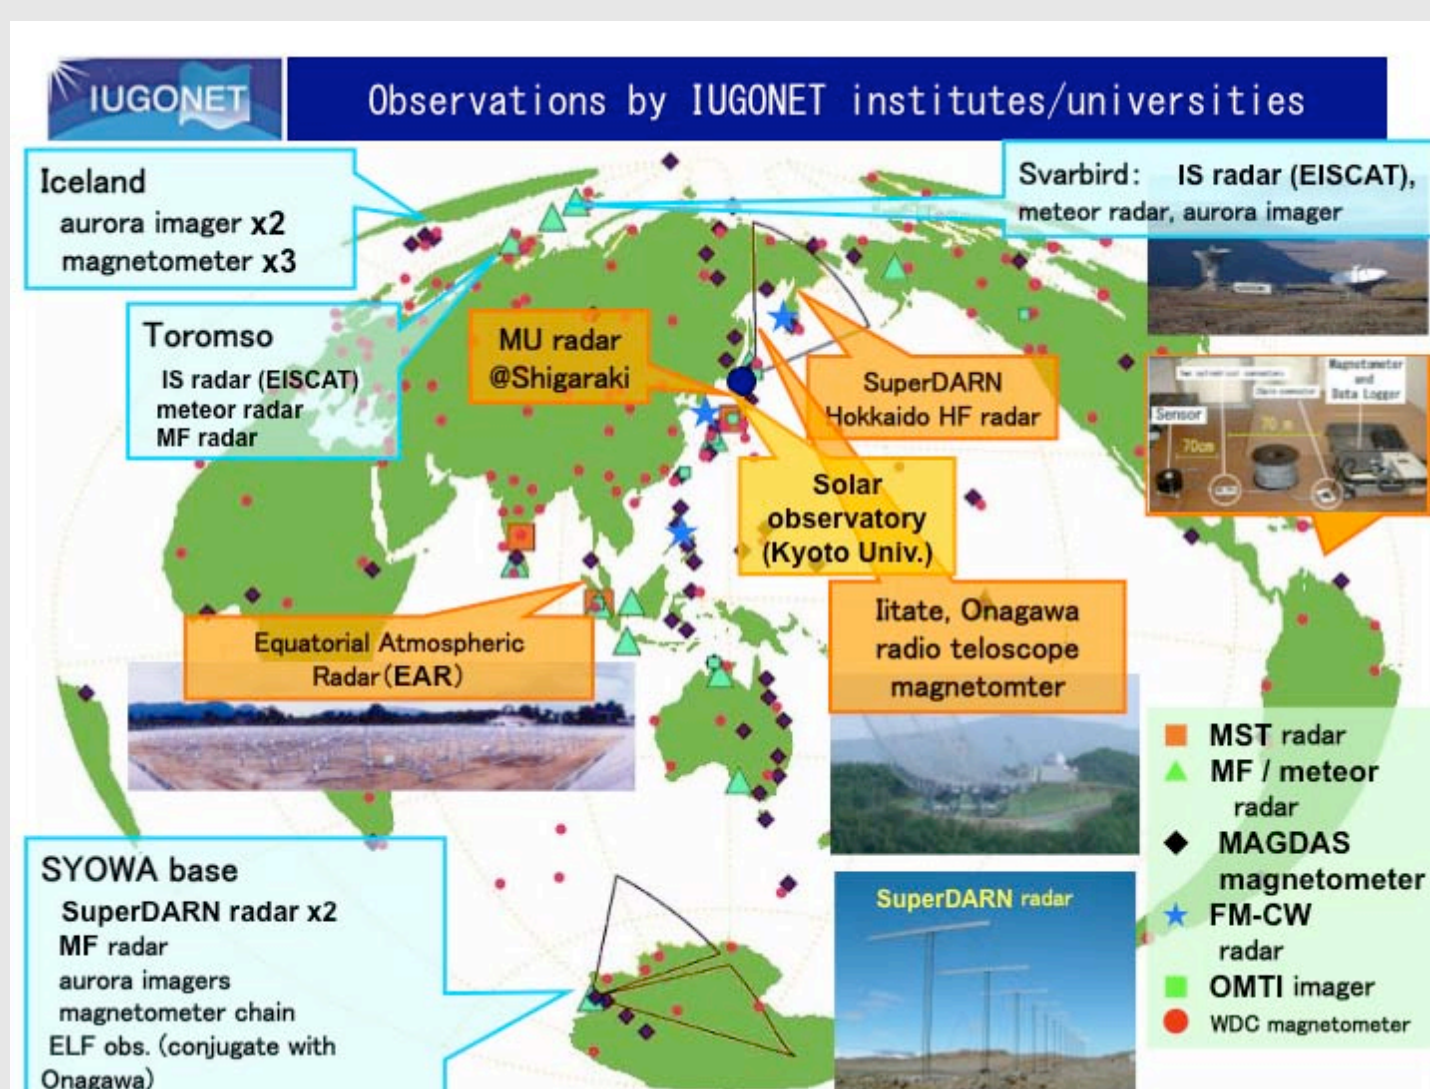 IUGONET
Observations by IUGONET institutes/universities
Iceland
aurora imager x2
magnetometer x3
Svarbird: IS radar (EISCAT),
meteor radar, aurora imager
Toromso
IS radar (EISCAT)
meteor radar
MF radar
MU radar
@Shigaraki
SuperDARN
Hokkaido HF radar
Magnetometer
and
Data Logger
Sensor
70 m
70cm
Solar
observatory
(Kyoto Univ.)
Equatorial Atmospheric
Radar(EAR)
Iitate, Onagawa
radio teloscope
magnetomter
MST radar
MF / meteor
radar
MAGDAS
magnetometer
FM-CW
radar
OMTI imager
WDC magnetometer
SYOWA base
SuperDARN radar x2
MF radar
aurora imagers
magnetometer chain
ELF obs. (conjugate with
Onagawa)
SuperDARN radar